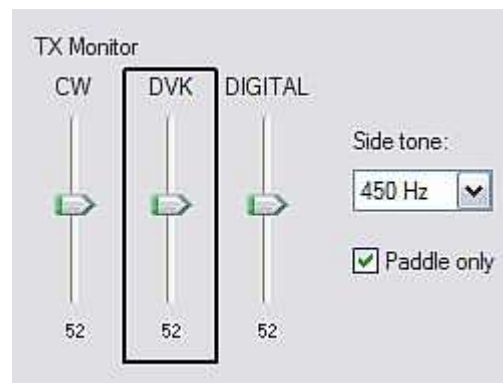 TX Monitor
CW DVK DIGITAL
Side tone:
450 Hz
Paddle only
52 52 52